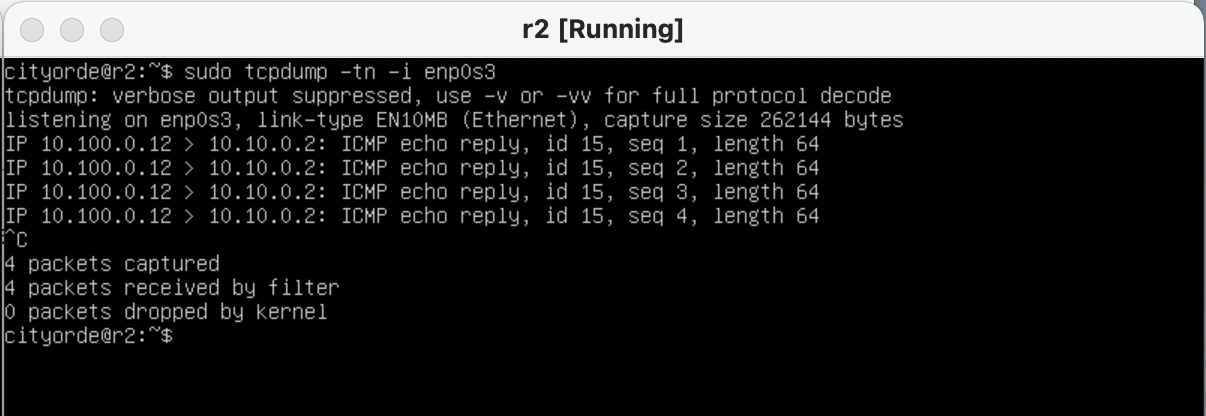 r2 [Running]
cityorde@r2:~$ sudo tcpdump -tn -i enp0s3
tcpdump: verbose output suppressed, use -v or -vv for full protocol decode
listening on enp0s3, link-type EN10MB (Ethernet), capture size 262144 bytes
IP 10.100.0.12 > 10.10.0.2: ICMP echo reply, id 15, seq 1, length 64
IP 10.100.0.12 > 10.10.0.2: ICMP echo reply, id 15, seq 2, length 64
IP 10.100.0.12 > 10.10.0.2: ICMP echo reply, id 15, seq 3, length 64
IP 10.100.0.12 > 10.10.0.2: ICMP echo reply, id 15, seq 4, length 64
^C
4 packets captured
4 packets received by filter
0 packets dropped by kernel
cityorde@r2:~$